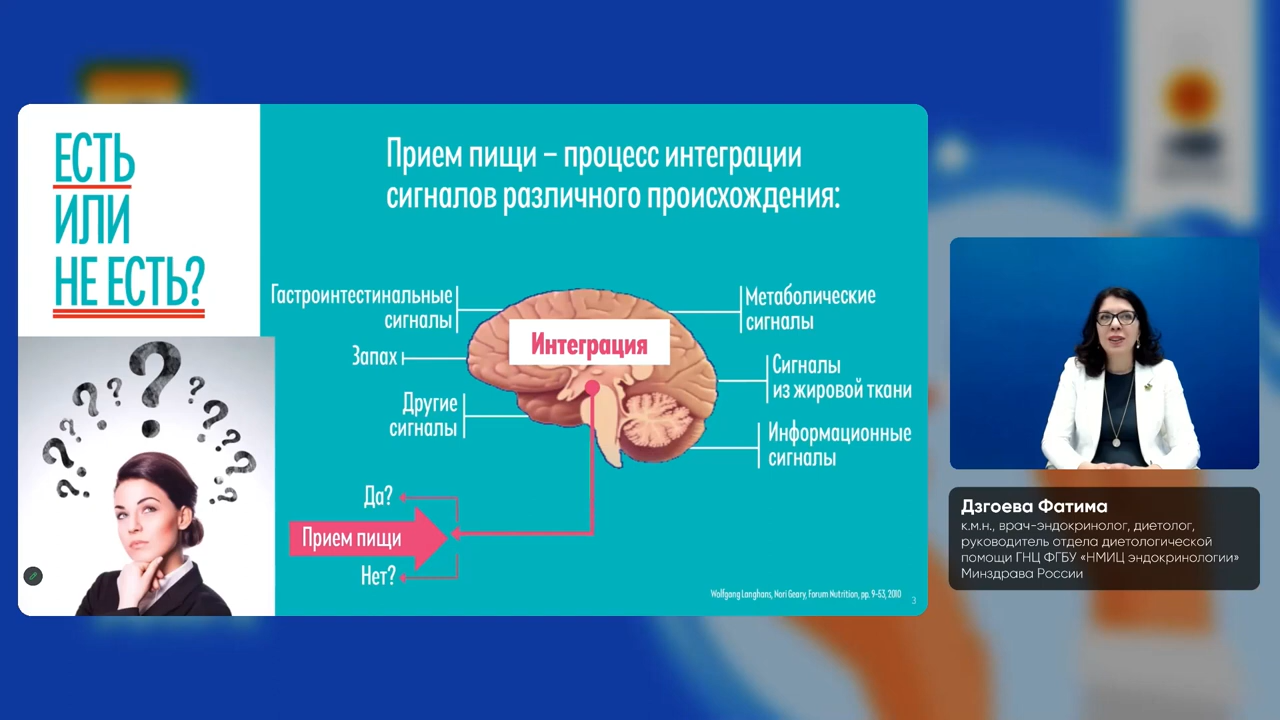 ЕСТЬ
ИЛИ
НЕ ЕСТЬ?
Прием пищи – процесс интеграции
сигналов различного происхождения:
Гастроинтестинальные
сигналы
Запах
Другие
сигналы
Интеграция
Метаболические
сигналы
Сигналы
из жировой ткани
Информационные
сигналы
Да?
Прием пищи
Нет?
Wolfgang Langhans, Nori Geary, Forum Nutrition, pp. 9-53, 2010
3
Дзгоева Фатима
к.м.н., врач-эндокринолог, диетолог,
руководитель отдела диетологической
помощи ГНЦ ФГБУ «НМИЦ эндокринологии»
Минздрава России